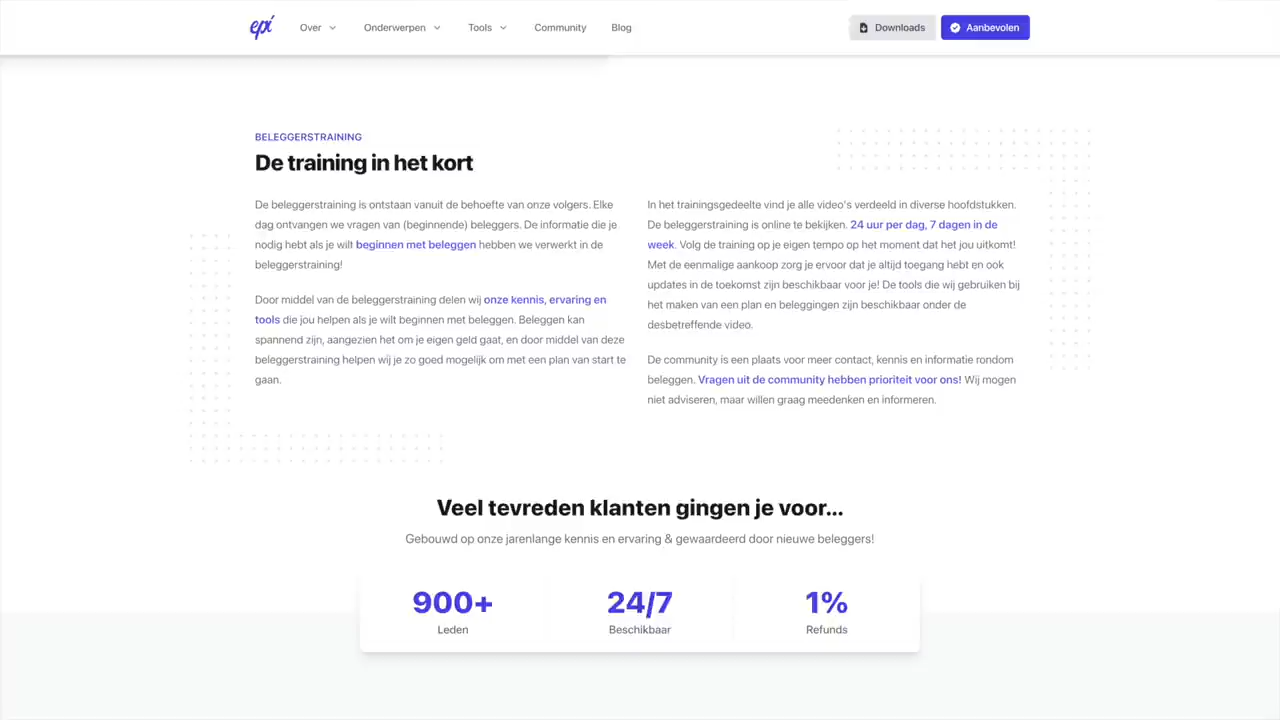 epi
Over
Onderwerpen
Tools
Community
Blog
Downloads
Aanbevolen
BELEGGERSTRAINING
De training in het kort
De beleggerstraining is ontstaan vanuit de behoefte van onze volgers. Elke
dag ontvangen we vragen van (beginnende) beleggers. De informatie die je
nodig hebt als je wilt beginnen met beleggen hebben we verwerkt in de
beleggerstraining!
Door middel van de beleggerstraining delen wij onze kennis, ervaring en
tools die jou helpen als je wilt beginnen met beleggen. Beleggen kan
spannend zijn, aangezien het om je eigen geld gaat, en door middel van deze
beleggerstraining helpen wij je zo goed mogelijk om met een plan van start te
gaan.
In het trainingsgedeelte vind je alle video's verdeeld in diverse hoofdstukken.
De beleggerstraining is online te bekijken. 24 uur per dag, 7 dagen in de
week. Volg de training op je eigen tempo op het moment dat het jou uitkomt!
Met de eenmalige aankoop zorg je ervoor dat je altijd toegang hebt en ook
updates in de toekomst zijn beschikbaar voor je! De tools die wij gebruiken bij
het maken van een plan en beleggingen zijn beschikbaar onder de
desbetreffende video.
De community is een plaats voor meer contact, kennis en informatie rondom
beleggen. Vragen uit de community hebben prioriteit voor ons! Wij mogen
niet adviseren, maar willen graag meedenken en informeren.
Veel tevreden klanten gingen je voor...
Gebouwd op onze jarenlange kennis en ervaring & gewaardeerd door nieuwe beleggers!
900+
Leden
24/7
Beschikbaar
1%
Refunds